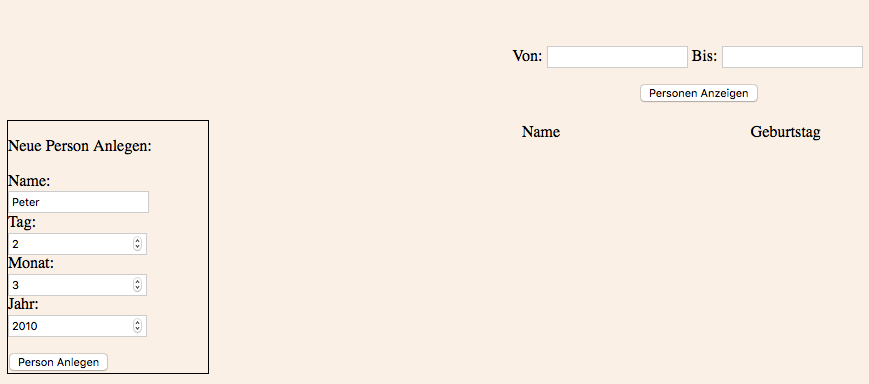 Von: Bis:
Personen Anzeigen
Name Geburtstag
Neue Person Anlegen:
Name:
Peter
Tag:
2
Monat:
3
Jahr:
2010
Person Anlegen